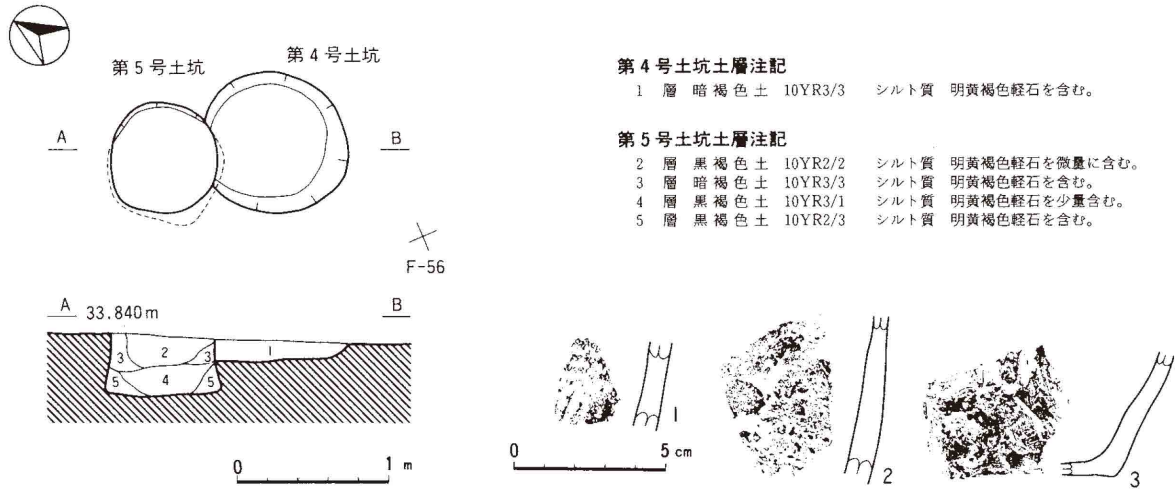 第5号土坑
第4号土坑
A
B
F-56
A 33.840m
B
3 2 3 1
5 4 5
0 1 m
第4号土坑土層注記
1 層 暗褐色土 10YR3/3 シルト質 明黄褐色軽石を含む。
第5号土坑土層注記
2 層 黒褐色土 10YR2/2 シルト質 明黄褐色軽石を微量に含む。
3 層 暗褐色土 10YR3/3 シルト質 明黄褐色軽石を含む。
4 層 黒褐色土 10YR3/1 シルト質 明黄褐色軽石を少量含む。
5 層 黒褐色土 10YR2/3 シルト質 明黄褐色軽石を含む。
1
2
3
0 5 cm